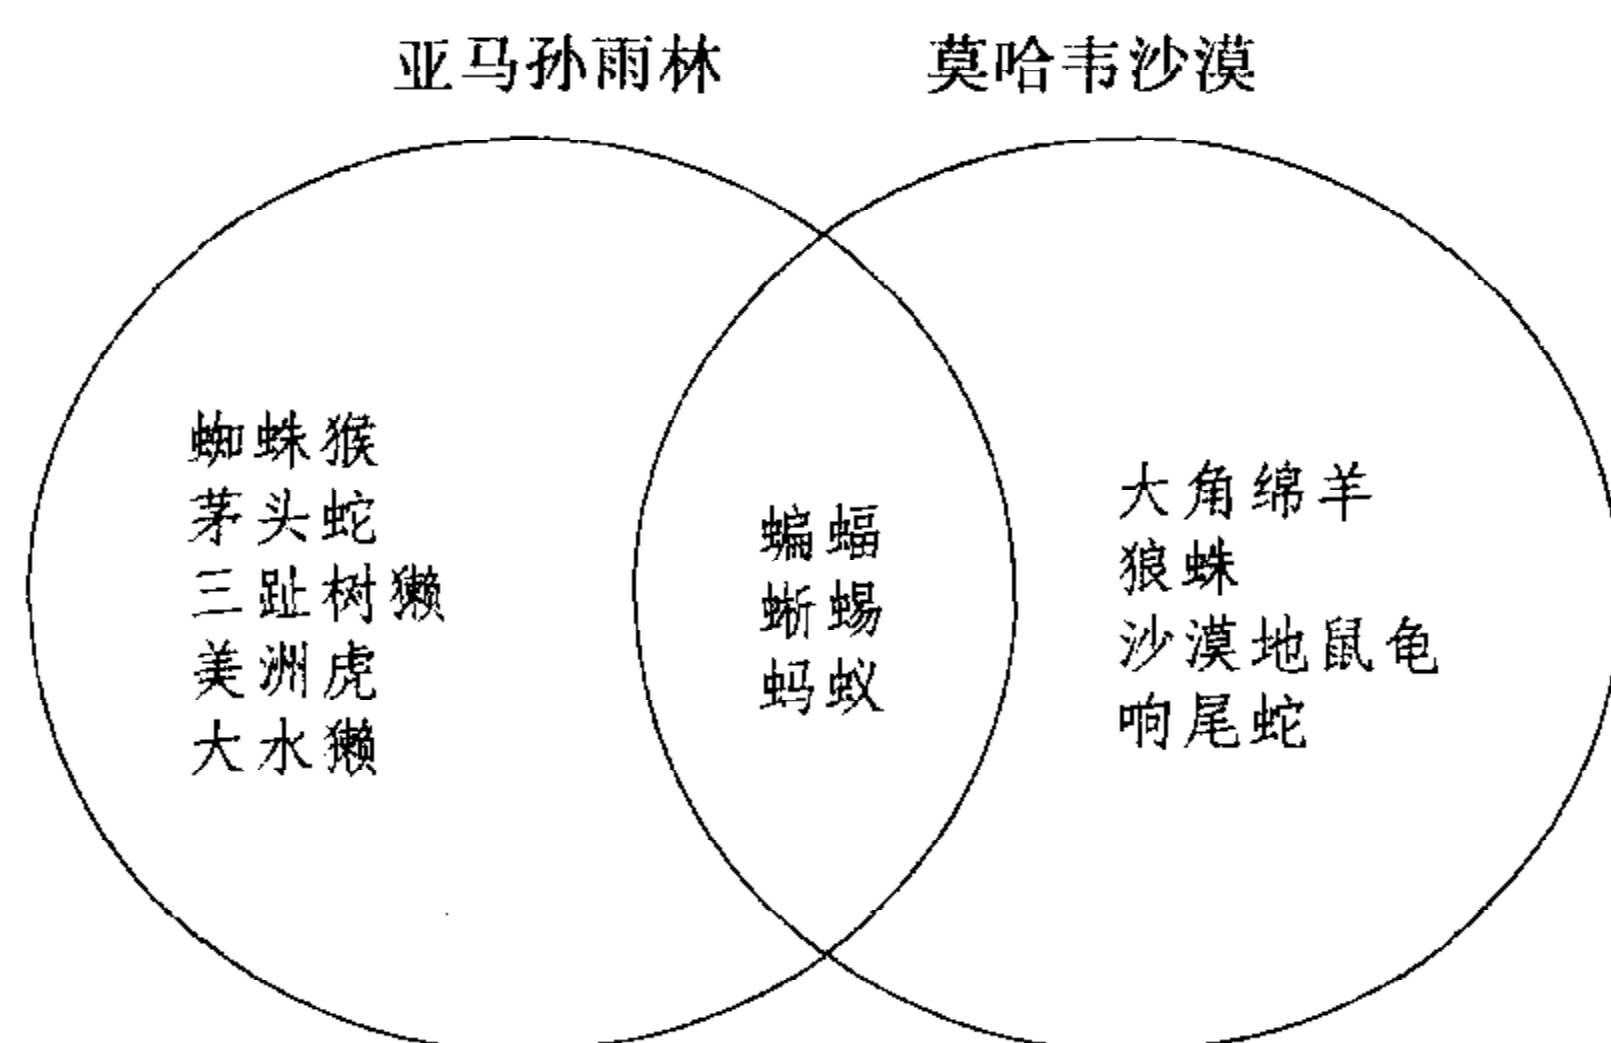 亚马孙雨林
莫哈韦沙漠
蜘蛛猴
茅头蛇
三趾树獭
美洲虎
大水獭
蝙蝠
蜥蜴
蚂蚁
大角绵羊
狼蛛
沙漠地鼠龟
响尾蛇